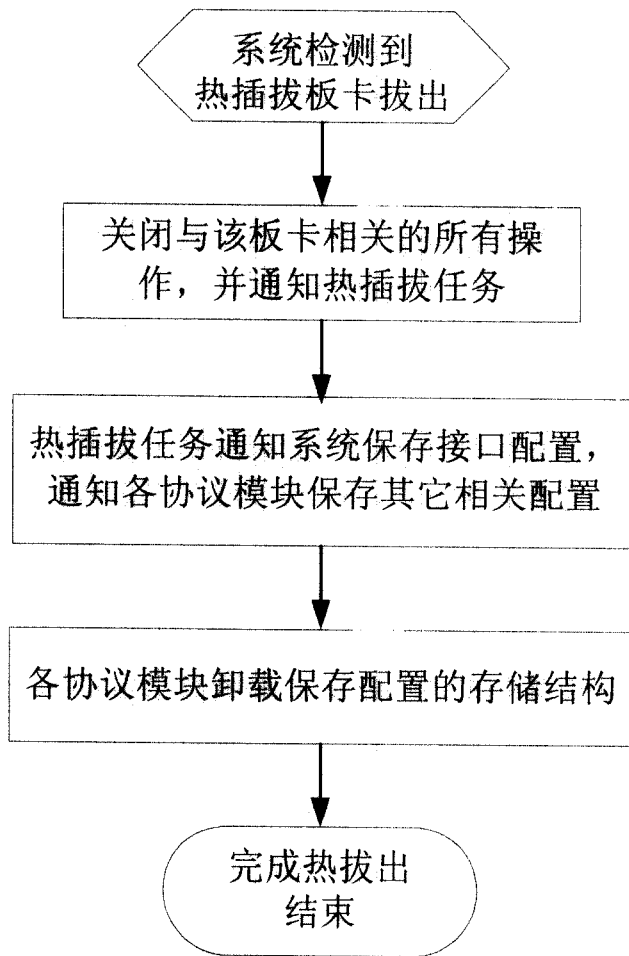 系统检测到
热插拔板卡拔出
关闭与该板卡相关的所有操
作，并通知热插拔任务
热插拔任务通知系统保存接口配置，
通知各协议模块保存其它相关配置
各协议模块卸载保存配置的存储结构
完成热拔出
结束